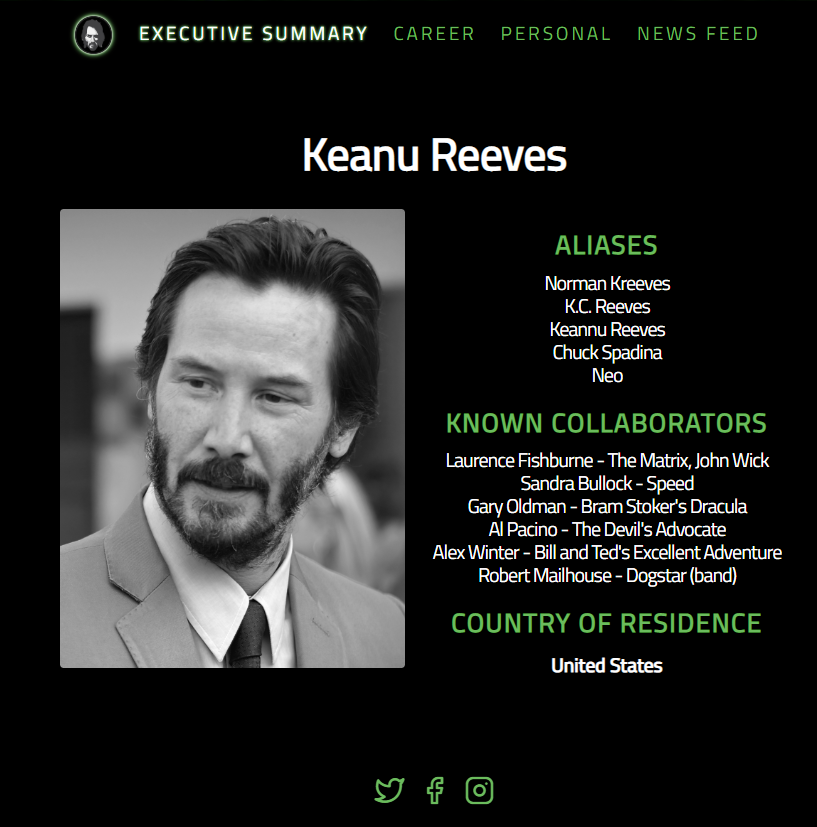 EXECUTIVE SUMMARY CAREER PERSONAL NEWS FEED
Keanu Reeves
ALIASES
Norman Kreeves
K.C. Reeves
Keannu Reeves
Chuck Spadina
Neo
KNOWN COLLABORATORS
Laurence Fishburne - The Matrix, John Wick
Sandra Bullock - Speed
Gary Oldman - Bram Stoker's Dracula
Al Pacino - The Devil's Advocate
Alex Winter - Bill and Ted's Excellent Adventure
Robert Mailhouse - Dogstar (band)
COUNTRY OF RESIDENCE
United States